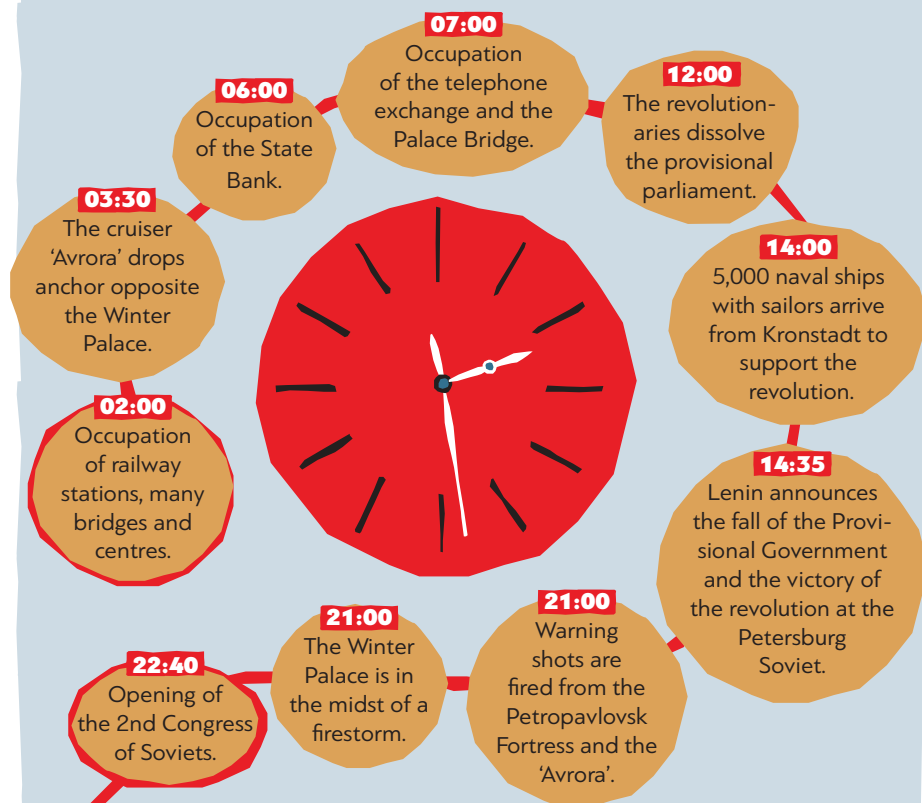 02:00
Occupation
of railway
stations, many
bridges and
centres.
03:30
The cruiser
‘Avrora’ drops
anchor opposite
the Winter
Palace.
06:00
Occupation
of the State
Bank.
07:00
Occupation
of the telephone
exchange and the
Palace Bridge.
12:00
The revolution-
aries dissolve
the provisional
parliament.
14:00
5,000 naval ships
with sailors arrive
from Kronstadt to
support the
revolution.
14:35
Lenin announces
the fall of the Provi-
sional Government
and the victory of
the revolution at the
Petersburg
Soviet.
21:00
Warning
shots are
fired from the
Petropavlovsk
Fortress and the
‘Avrora’.
21:00
The Winter
Palace is in
the midst of a
firestorm.
22:40
Opening of
the 2nd Congress
of Soviets.